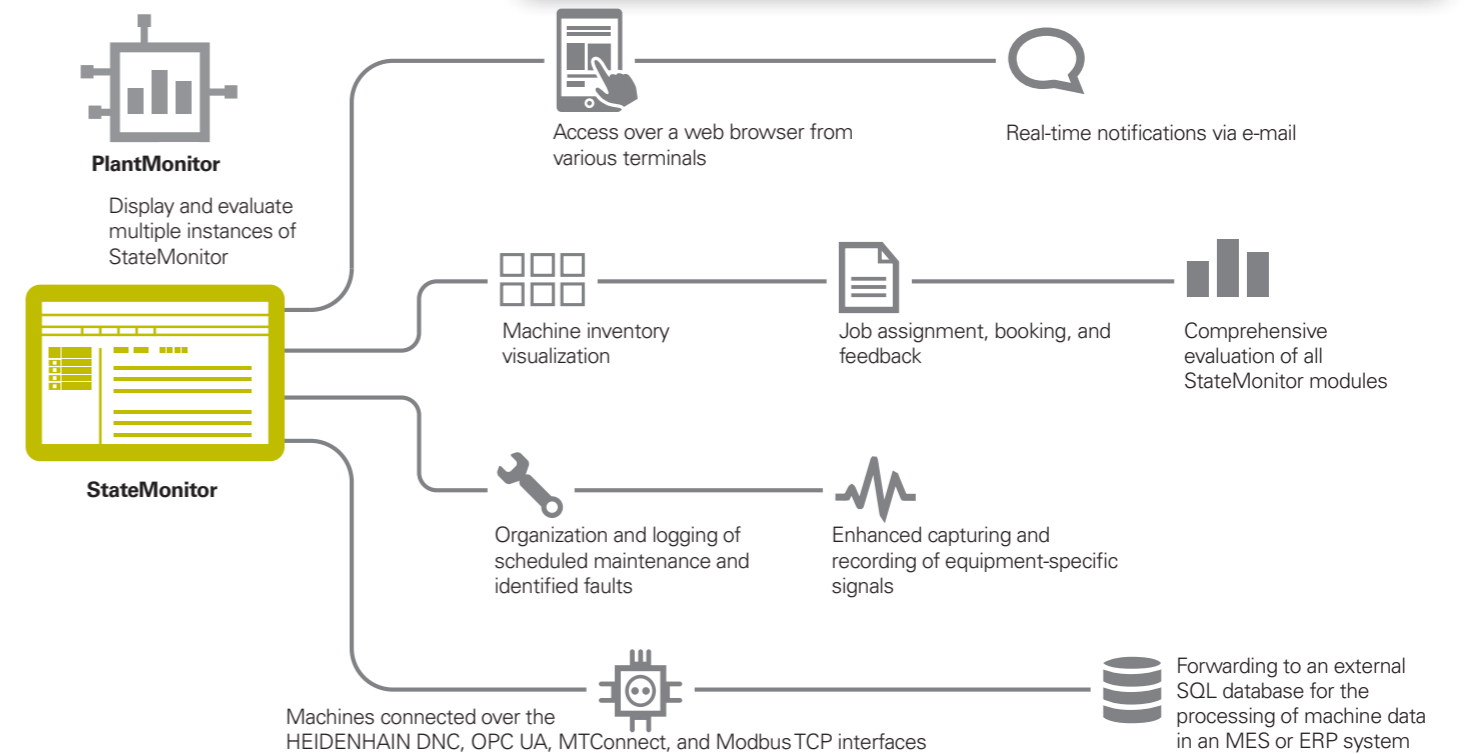 PlantMonitor
Display and evaluate
multiple instances of
StateMonitor
StateMonitor
Access over a web browser from
various terminals
Real-time notifications via e-mail
Machine inventory
visualization
Job assignment, booking, and
feedback
Comprehensive
evaluation of all
StateMonitor modules
Organization and logging of
scheduled maintenance and
identified faults
Enhanced capturing and
recording of equipment-specific
signals
Machines connected over the
HEIDENHAIN DNC, OPC UA, MTConnect, and Modbus TCP interfaces
Forwarding to an external
SQL database for the
processing of machine data
in an MES or ERP system